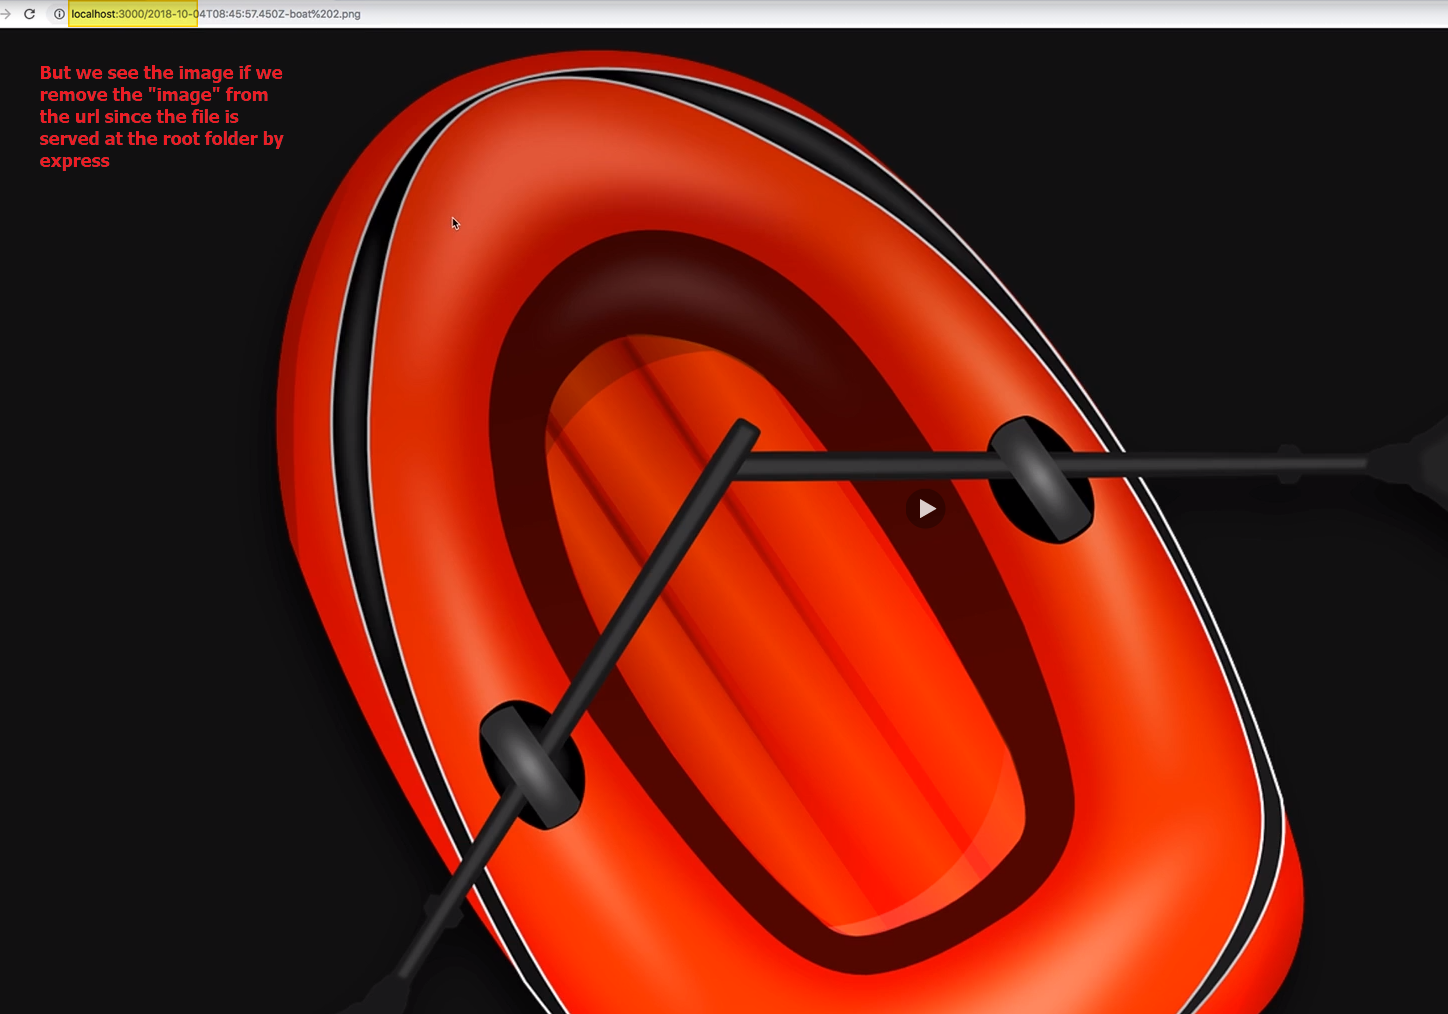 localhost:3000/2018-10-04T08:45:57.450Z-boat%202.png
But we see the image if we
remove the "image" from
the url since the file is
served at the root folder by
express